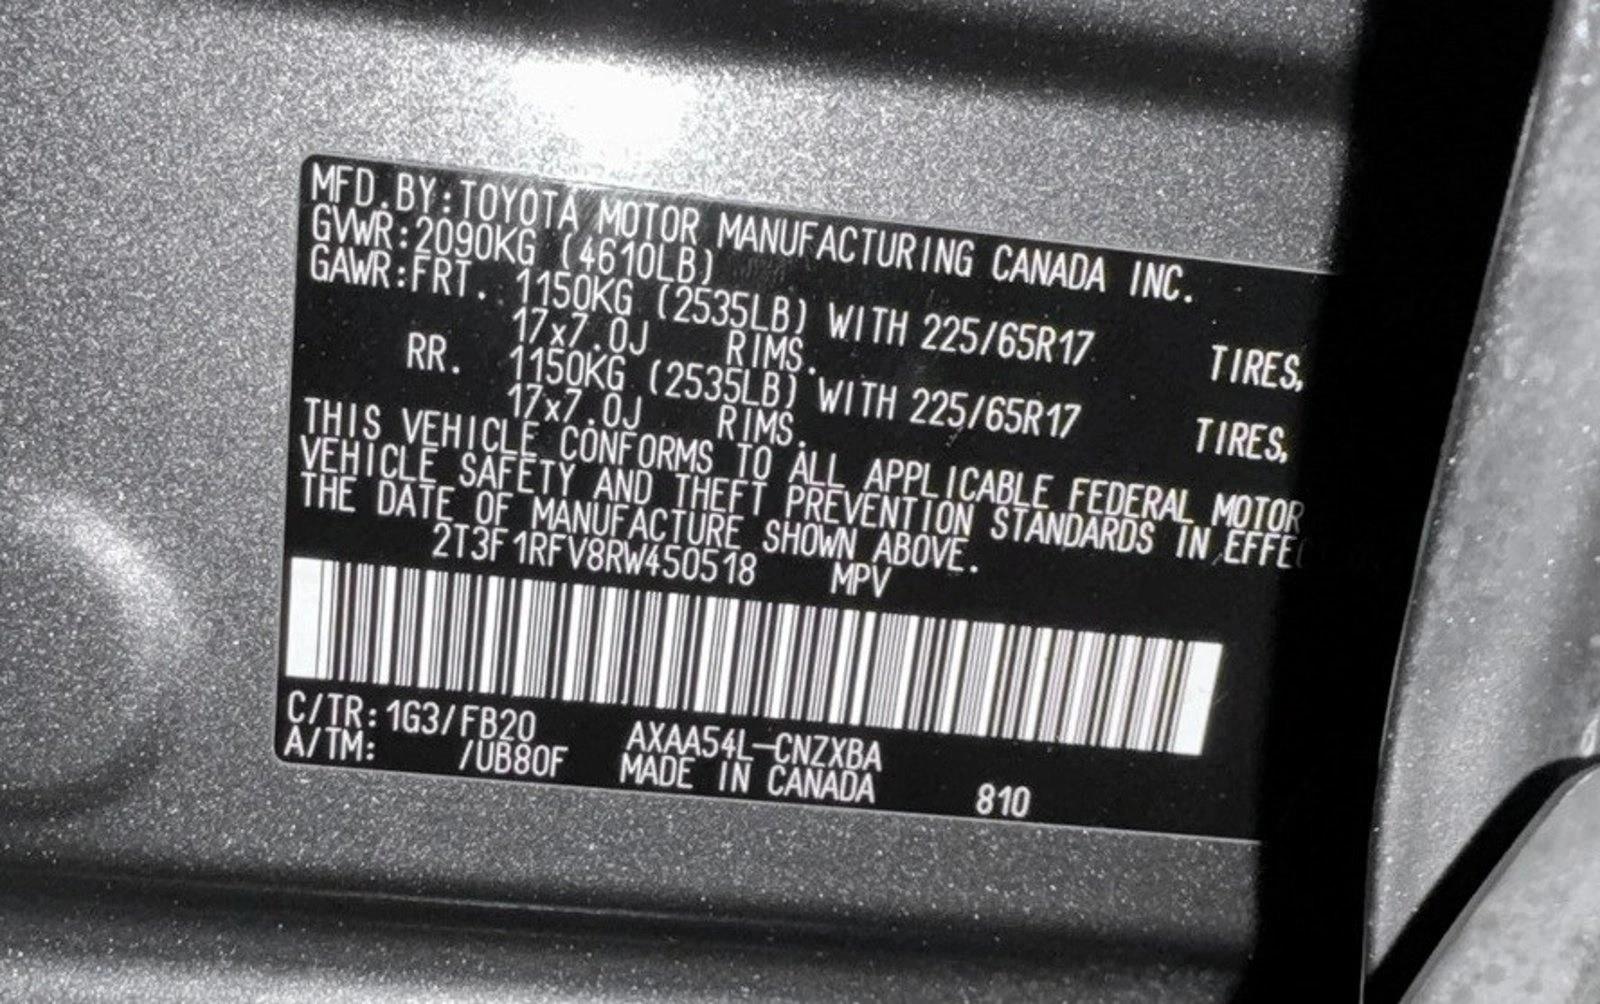 MFD.BY:TOYOTA MOTOR MANUFACTURING CANADA INC.
GVWR:2090KG (4610LB)
GAWR:FRT. 1150KG (2535LB) WITH 225/65R17 TIRES,
17x7.0J RIMS.
RR. 1150KG (2535LB) WITH 225/65R17 TIRES,
17x7.0J RIMS.
THIS VEHICLE CONFORMS TO ALL APPLICABLE FEDERAL MOTOR
VEHICLE SAFETY AND THEFT PREVENTION STANDARDS IN
THE DATE OF MANUFACTURE SHOWN ABOVE.
2T3F1RFV8RW450518 MPV
C/TR:1G3/FB20 AXAA54L-CNZXBA
A/TM: /UB80F MADE IN CANADA 810